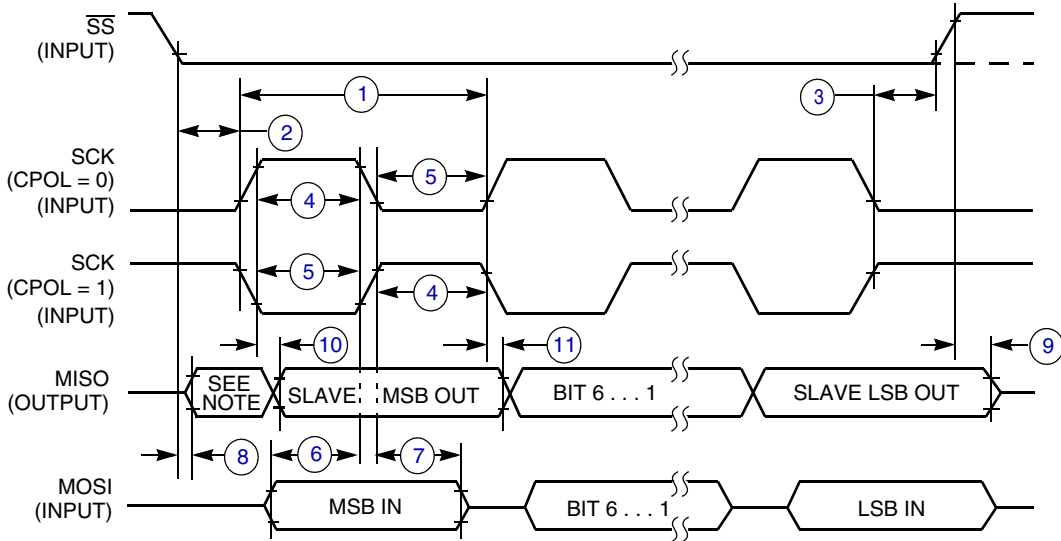 SS
(INPUT)
1
3
2
SCK
(CPOL = 0)
(INPUT)
5
4
SCK
(CPOL = 1)
(INPUT)
5
4
10
11
9
MISO
(OUTPUT)
SEE
NOTE
SLAVE
MSB OUT
BIT 6 . . . 1
SLAVE LSB OUT
8
6
7
MOSI
(INPUT)
MSB IN
BIT 6 . . . 1
LSB IN